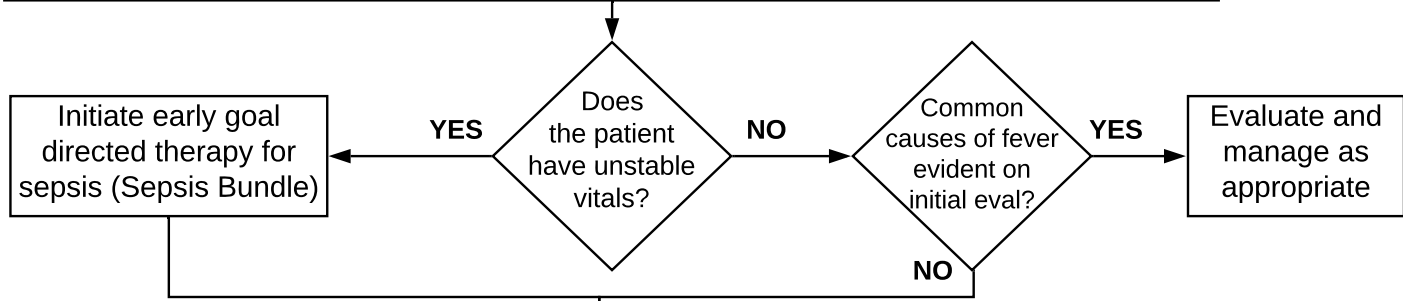 Initiate early goal
directed therapy for
sepsis (Sepsis Bundle)
YES
Does
the patient
have unstable
vitals?
NO
Common
causes of fever
evident on
initial eval?
YES
Evaluate and
manage as
appropriate
NO